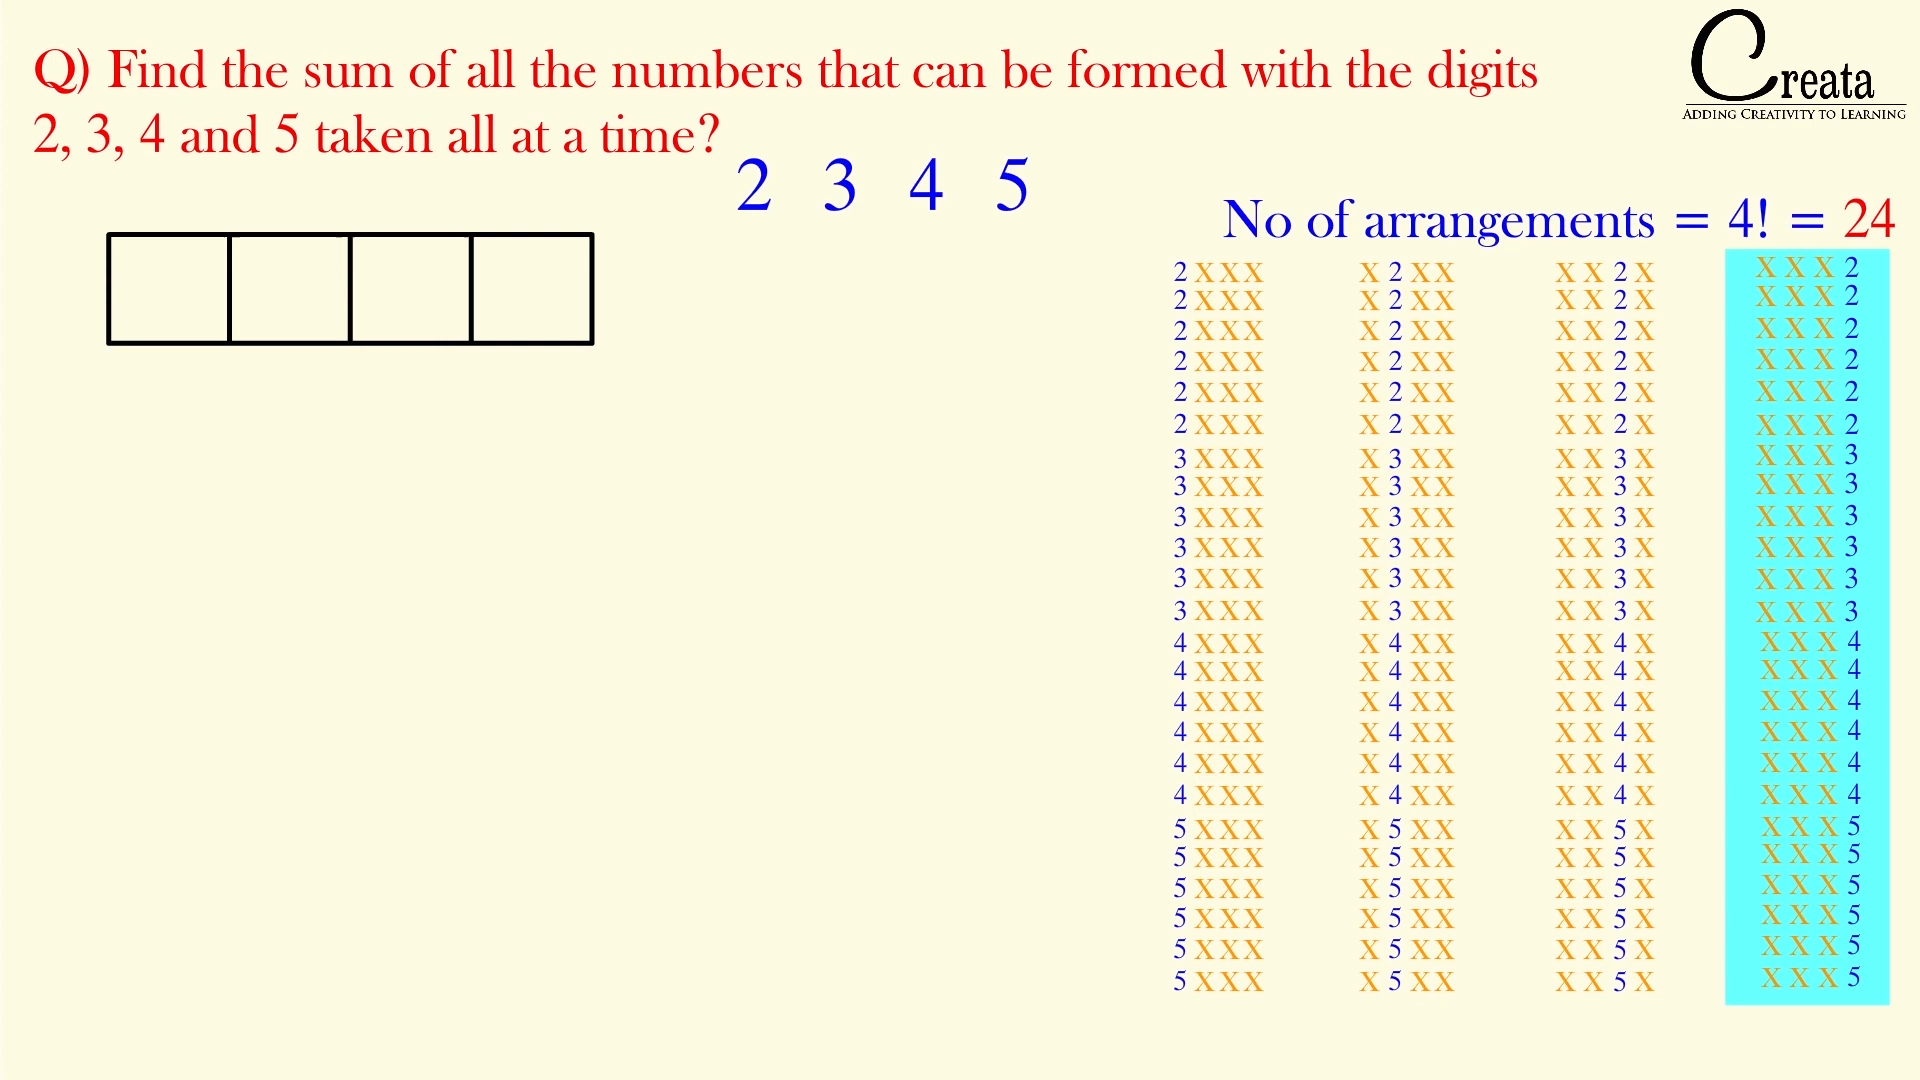 Q) Find the sum of all the numbers that can be formed with the digits
2, 3, 4 and 5 taken all at a time?
Creata
ADDING CREATIVITY TO LEARNING
2 3 4 5
No of arrangements = 4! = 24
2 X X X X 2 X X X X 2 X X X X 2
2 X X X X 2 X X X X 2 X X X X 2
2 X X X X 2 X X X X 2 X X X X 2
2 X X X X 2 X X X X 2 X X X X 2
2 X X X X 2 X X X X 2 X X X X 2
2 X X X X 2 X X X X 2 X X X X 2
3 X X X X 3 X X X X 3 X X X X 3
3 X X X X 3 X X X X 3 X X X X 3
3 X X X X 3 X X X X 3 X X X X 3
3 X X X X 3 X X X X 3 X X X X 3
3 X X X X 3 X X X X 3 X X X X 3
3 X X X X 3 X X X X 3 X X X X 3
4 X X X X 4 X X X X 4 X X X X 4
4 X X X X 4 X X X X 4 X X X X 4
4 X X X X 4 X X X X 4 X X X X 4
4 X X X X 4 X X X X 4 X X X X 4
4 X X X X 4 X X X X 4 X X X X 4
4 X X X X 4 X X X X 4 X X X X 4
5 X X X X 5 X X X X 5 X X X X 5
5 X X X X 5 X X X X 5 X X X X 5
5 X X X X 5 X X X X 5 X X X X 5
5 X X X X 5 X X X X 5 X X X X 5
5 X X X X 5 X X X X 5 X X X X 5
5 X X X X 5 X X X X 5 X X X X 5